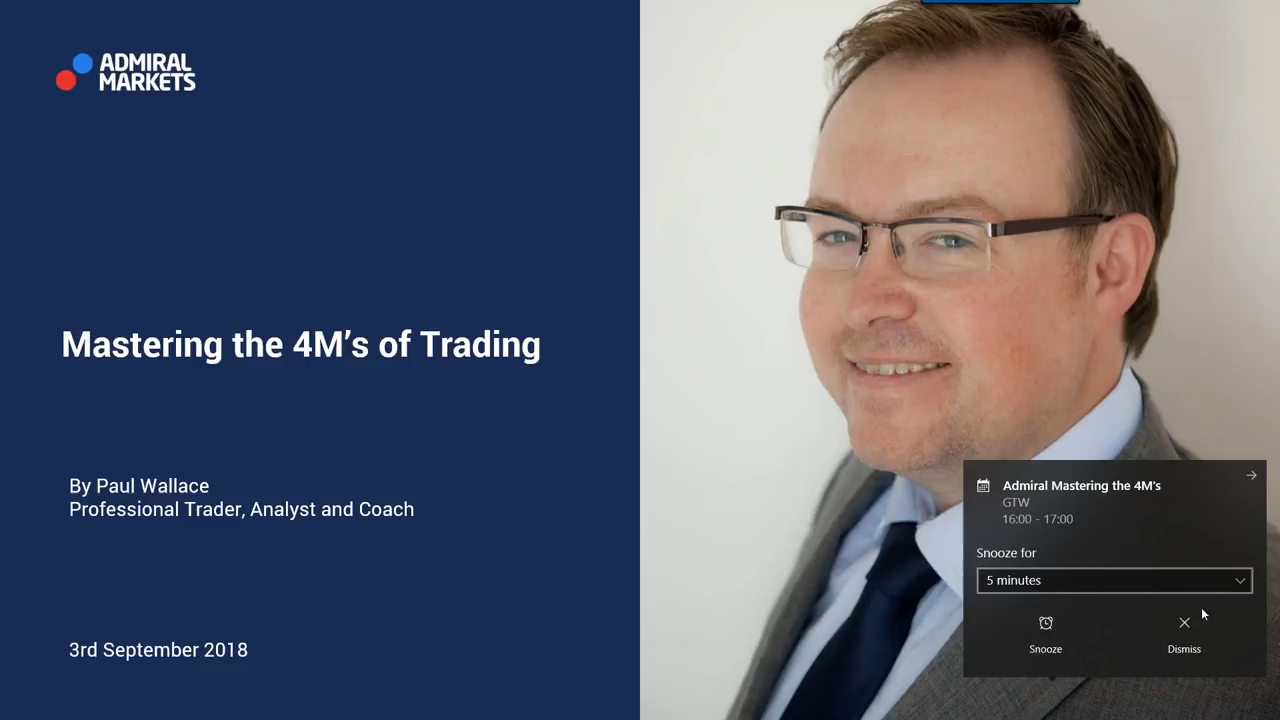 ADMIRAL
MARKETS
Mastering the 4M’s of Trading
By Paul Wallace
Professional Trader, Analyst and Coach
3rd September 2018
Admiral Mastering the 4M's
GTW
16:00 - 17:00
Snooze for
5 minutes
Snooze
Dismiss